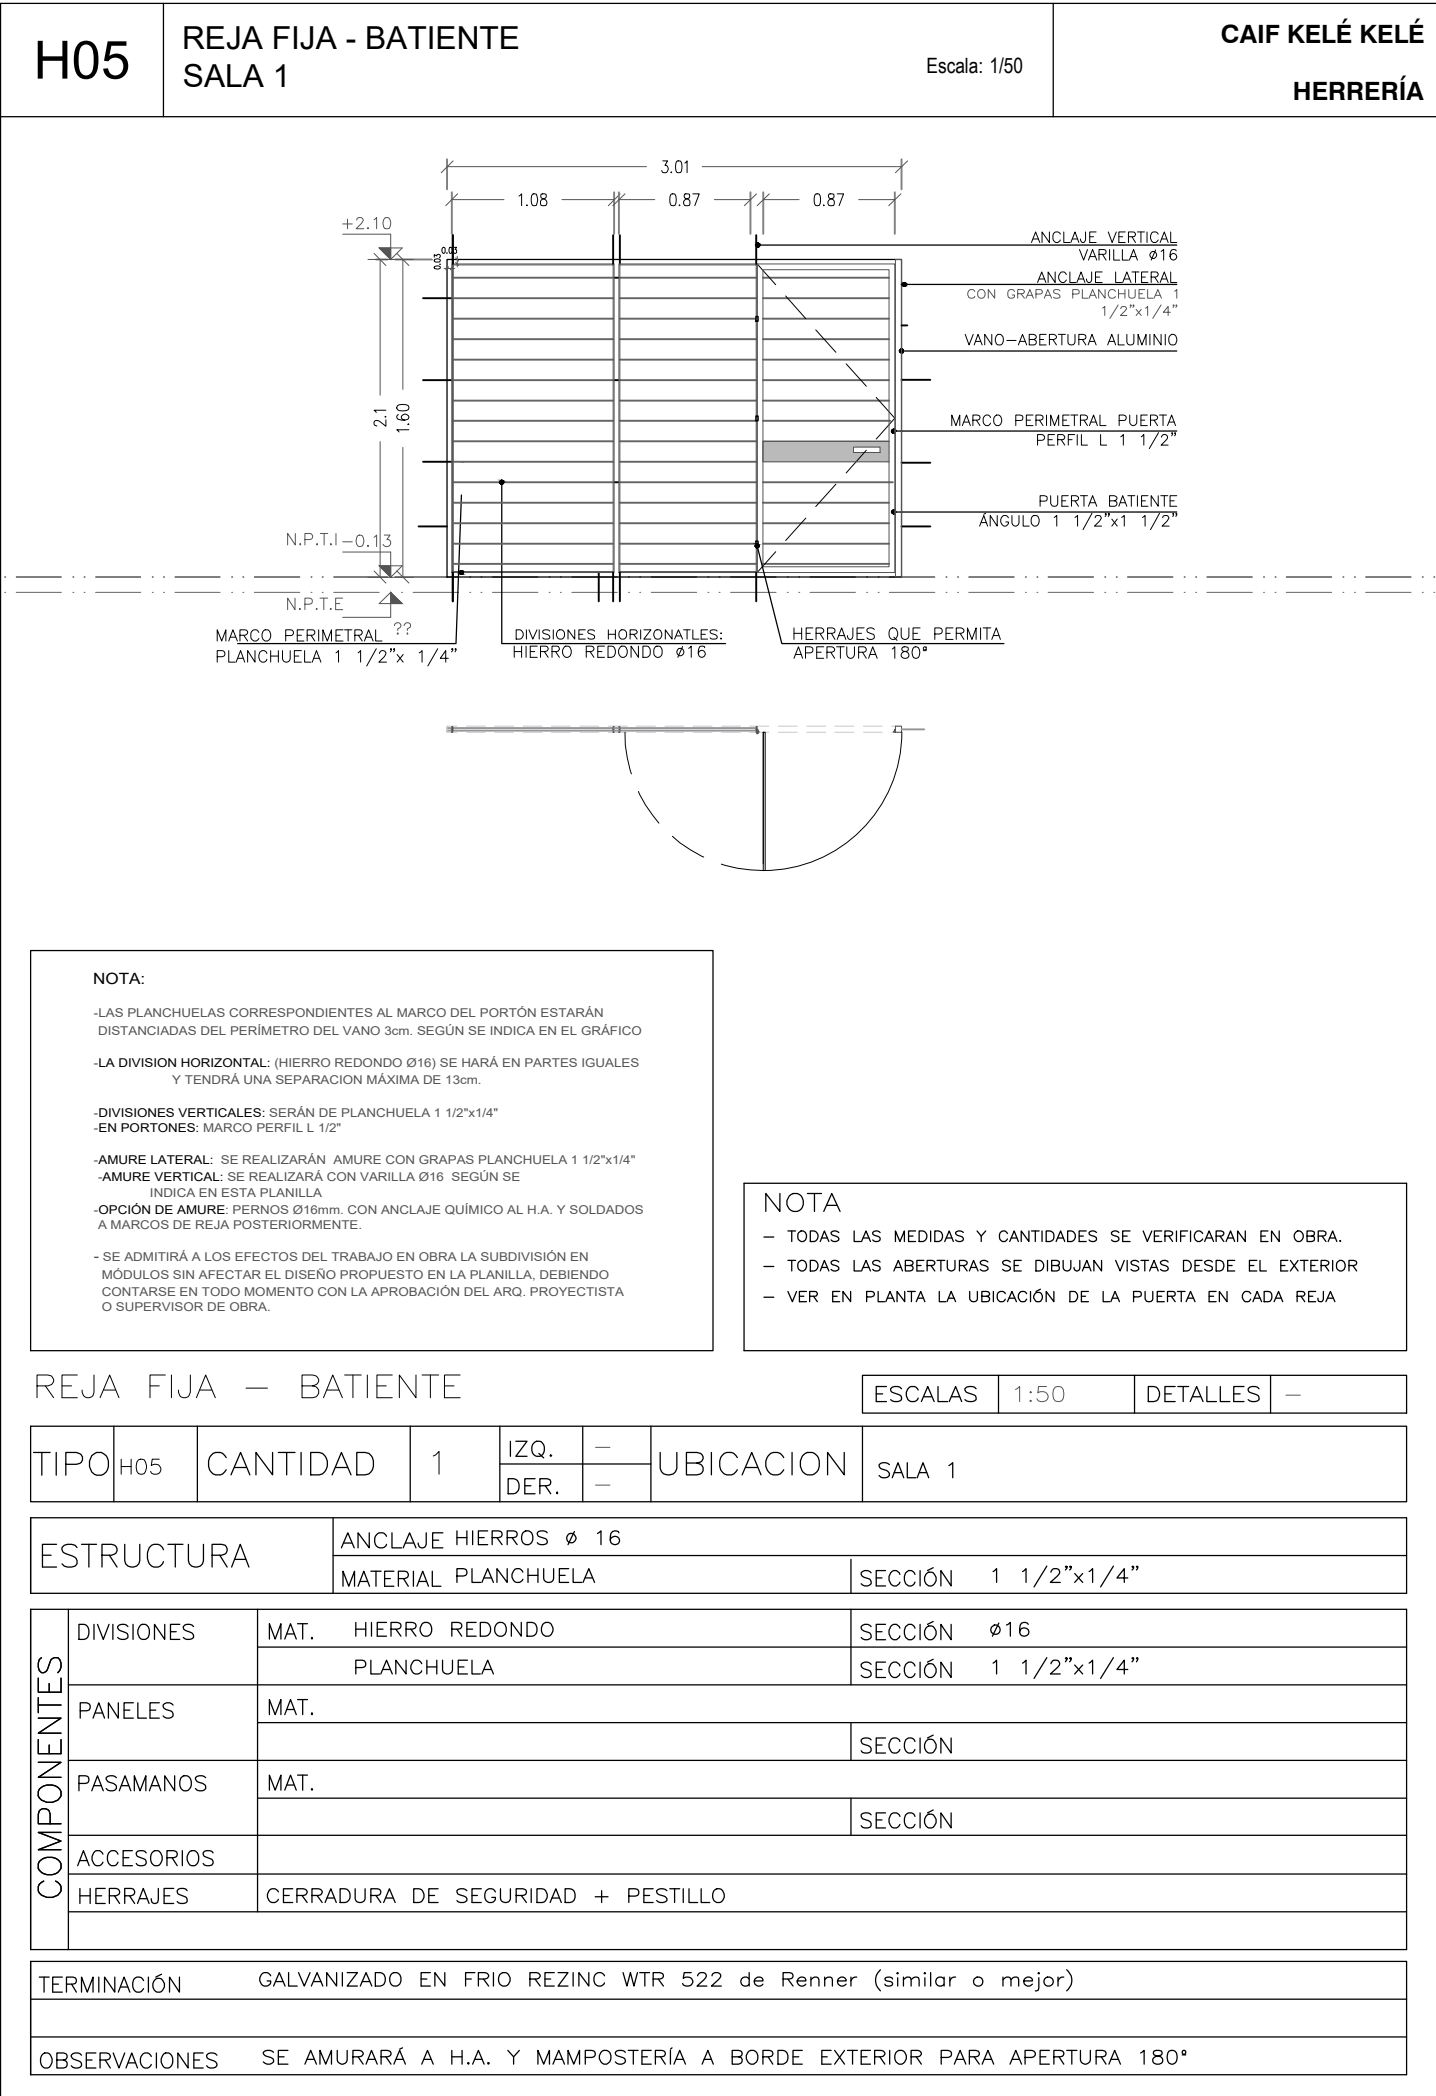 H05
REJA FIJA - BATIENTE
SALA 1
Escala: 1/50
CAIF KELÉ KELÉ
HERRERÍA
3.01
1.08
0.87
0.87
+2.10
0.03
0.03
2.1
1.60
N.P.T.I -0.13
N.P.T.E
??
ANCLAJE VERTICAL
VARILLA Ø16
ANCLAJE LATERAL
CON GRAPAS PLANCHUELA 1
1/2"x1/4"
VANO-ABERTURA ALUMINIO
MARCO PERIMETRAL PUERTA
PERFIL L 1 1/2"
PUERTA BATIENTE
ÁNGULO 1 1/2"x1 1/2"
MARCO PERIMETRAL
PLANCHUELA 1 1/2"x 1/4"
DIVISIONES HORIZONATLES:
HIERRO REDONDO Ø16
HERRAJES QUE PERMITA
APERTURA 180°
NOTA:
-LAS PLANCHUELAS CORRESPONDIENTES AL MARCO DEL PORTÓN ESTARÁN
DISTANCIADAS DEL PERÍMETRO DEL VANO 3cm. SEGÚN SE INDICA EN EL GRÁFICO
-LA DIVISION HORIZONTAL: (HIERRO REDONDO Ø16) SE HARÁ EN PARTES IGUALES
Y TENDRÁ UNA SEPARACION MÁXIMA DE 13cm.
-DIVISIONES VERTICALES: SERÁN DE PLANCHUELA 1 1/2"x1/4"
-EN PORTONES: MARCO PERFIL L 1/2"
-AMURE LATERAL: SE REALIZARÁN AMURE CON GRAPAS PLANCHUELA 1 1/2"x1/4"
-AMURE VERTICAL: SE REALIZARÁ CON VARILLA Ø16 SEGÚN SE
INDICA EN ESTA PLANILLA
-OPCIÓN DE AMURE: PERNOS Ø16mm. CON ANCLAJE QUÍMICO AL H.A. Y SOLDADOS
A MARCOS DE REJA POSTERIORMENTE.
- SE ADMITIRÁ A LOS EFECTOS DEL TRABAJO EN OBRA LA SUBDIVISIÓN EN
MÓDULOS SIN AFECTAR EL DISEÑO PROPUESTO EN LA PLANILLA, DEBIENDO
CONTARSE EN TODO MOMENTO CON LA APROBACIÓN DEL ARQ. PROYECTISTA
O SUPERVISOR DE OBRA.
NOTA
- TODAS LAS MEDIDAS Y CANTIDADES SE VERIFICARAN EN OBRA.
- TODAS LAS ABERTURAS SE DIBUJAN VISTAS DESDE EL EXTERIOR
- VER EN PLANTA LA UBICACIÓN DE LA PUERTA EN CADA REJA
REJA FIJA - BATIENTE
ESCALAS 1:50 DETALLES -
TIPO H05 CANTIDAD 1 IZQ. - DER. - UBICACION SALA 1
ESTRUCTURA
ANCLAJE HIERROS Ø 16
MATERIAL PLANCHUELA SECCIÓN 1 1/2"x1/4"
COMPONENTES
DIVISIONES MAT. HIERRO REDONDO SECCIÓN Ø16
PLANCHUELA SECCIÓN 1 1/2"x1/4"
PANELES MAT.
SECCIÓN
PASAMANOS MAT.
SECCIÓN
ACCESORIOS
HERRAJES CERRADURA DE SEGURIDAD + PESTILLO
TERMINACIÓN GALVANIZADO EN FRIO REZINC WTR 522 de Renner (similar o mejor)
OBSERVACIONES SE AMURARÁ A H.A. Y MAMPOSTERÍA A BORDE EXTERIOR PARA APERTURA 180°